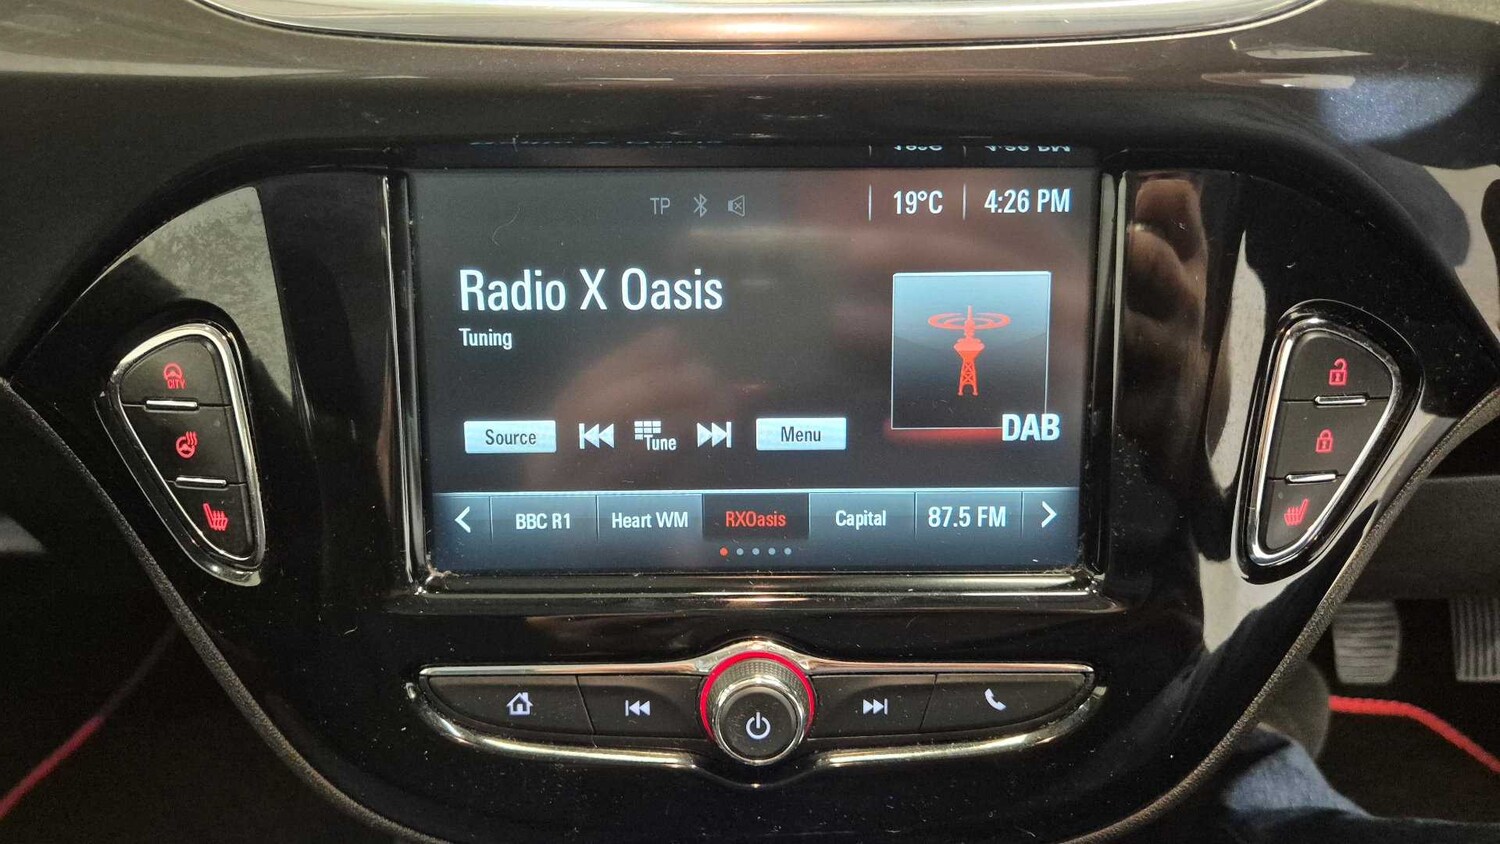 TP
19°C
4:26 PM
Radio X Oasis
Tuning
Source
Tune
Menu
DAB
BBC R1
Heart WM
RXOasis
Capital
87.5 FM
CITY